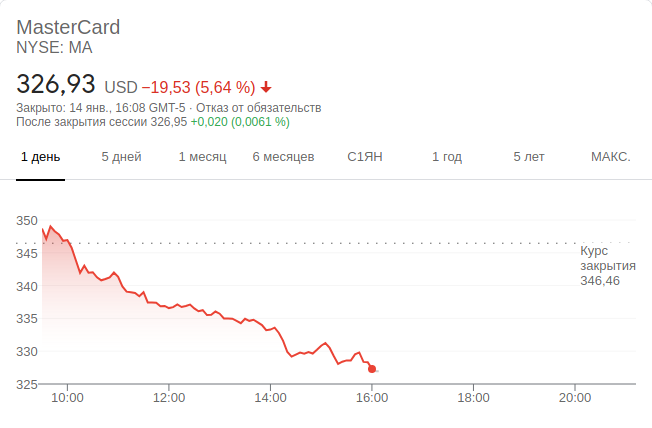 MasterCard
NYSE: MA
326,93 USD −19,53 (5,64 %)
Закрыто: 14 янв., 16:08 GMT-5 · Отказ от обязательств
После закрытия сессии 326,95 +0,020 (0,0061 %)
1 день 5 дней 1 месяц 6 месяцев С1ЯН 1 год 5 лет МАКС.
350
345
340
335
330
325
Курс
закрытия
346,46
10:00 12:00 14:00 16:00 18:00 20:00